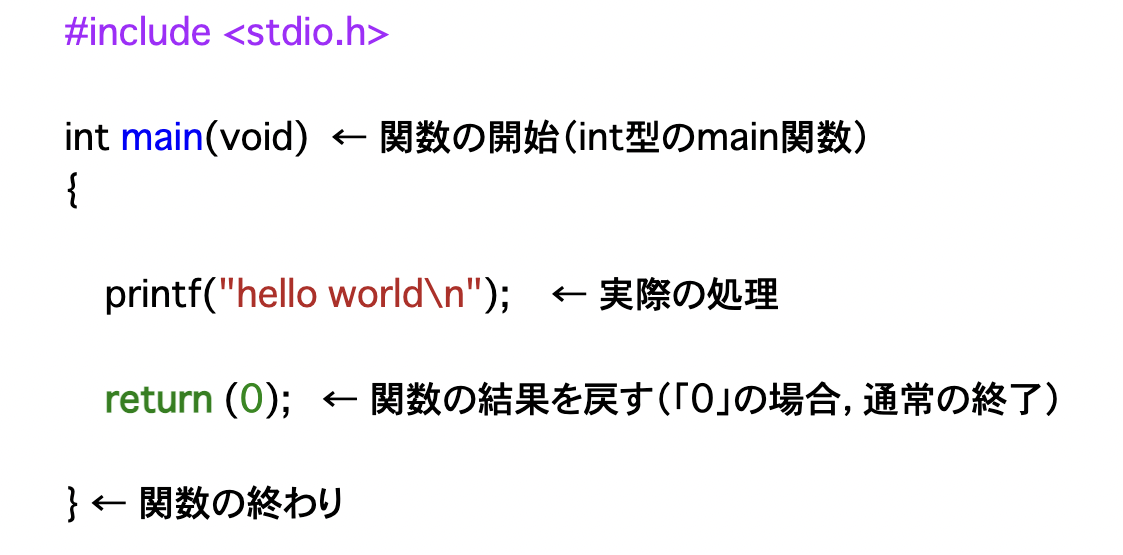 #include <stdio.h>
int main(void) ← 関数の開始（int型のmain関数）
{
printf("hello world\n"); ← 実際の処理
return (0); ← 関数の結果を戻す（「0」の場合，通常の終了）
} ← 関数の終わり